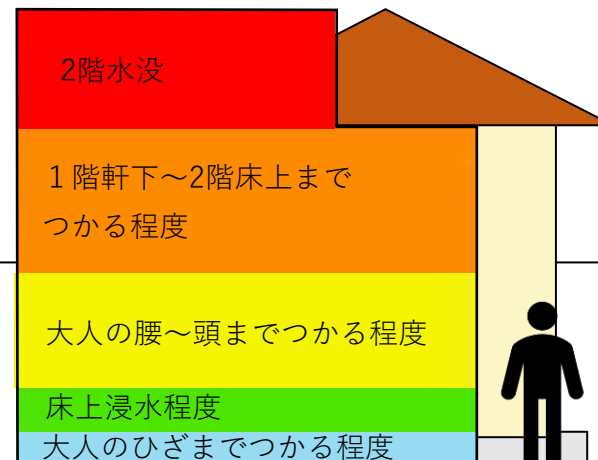 2階水没
１階軒下～2階床上まで
つかる程度
大人の腰～頭までつかる程度
床上浸水程度
大人のひざまでつかる程度